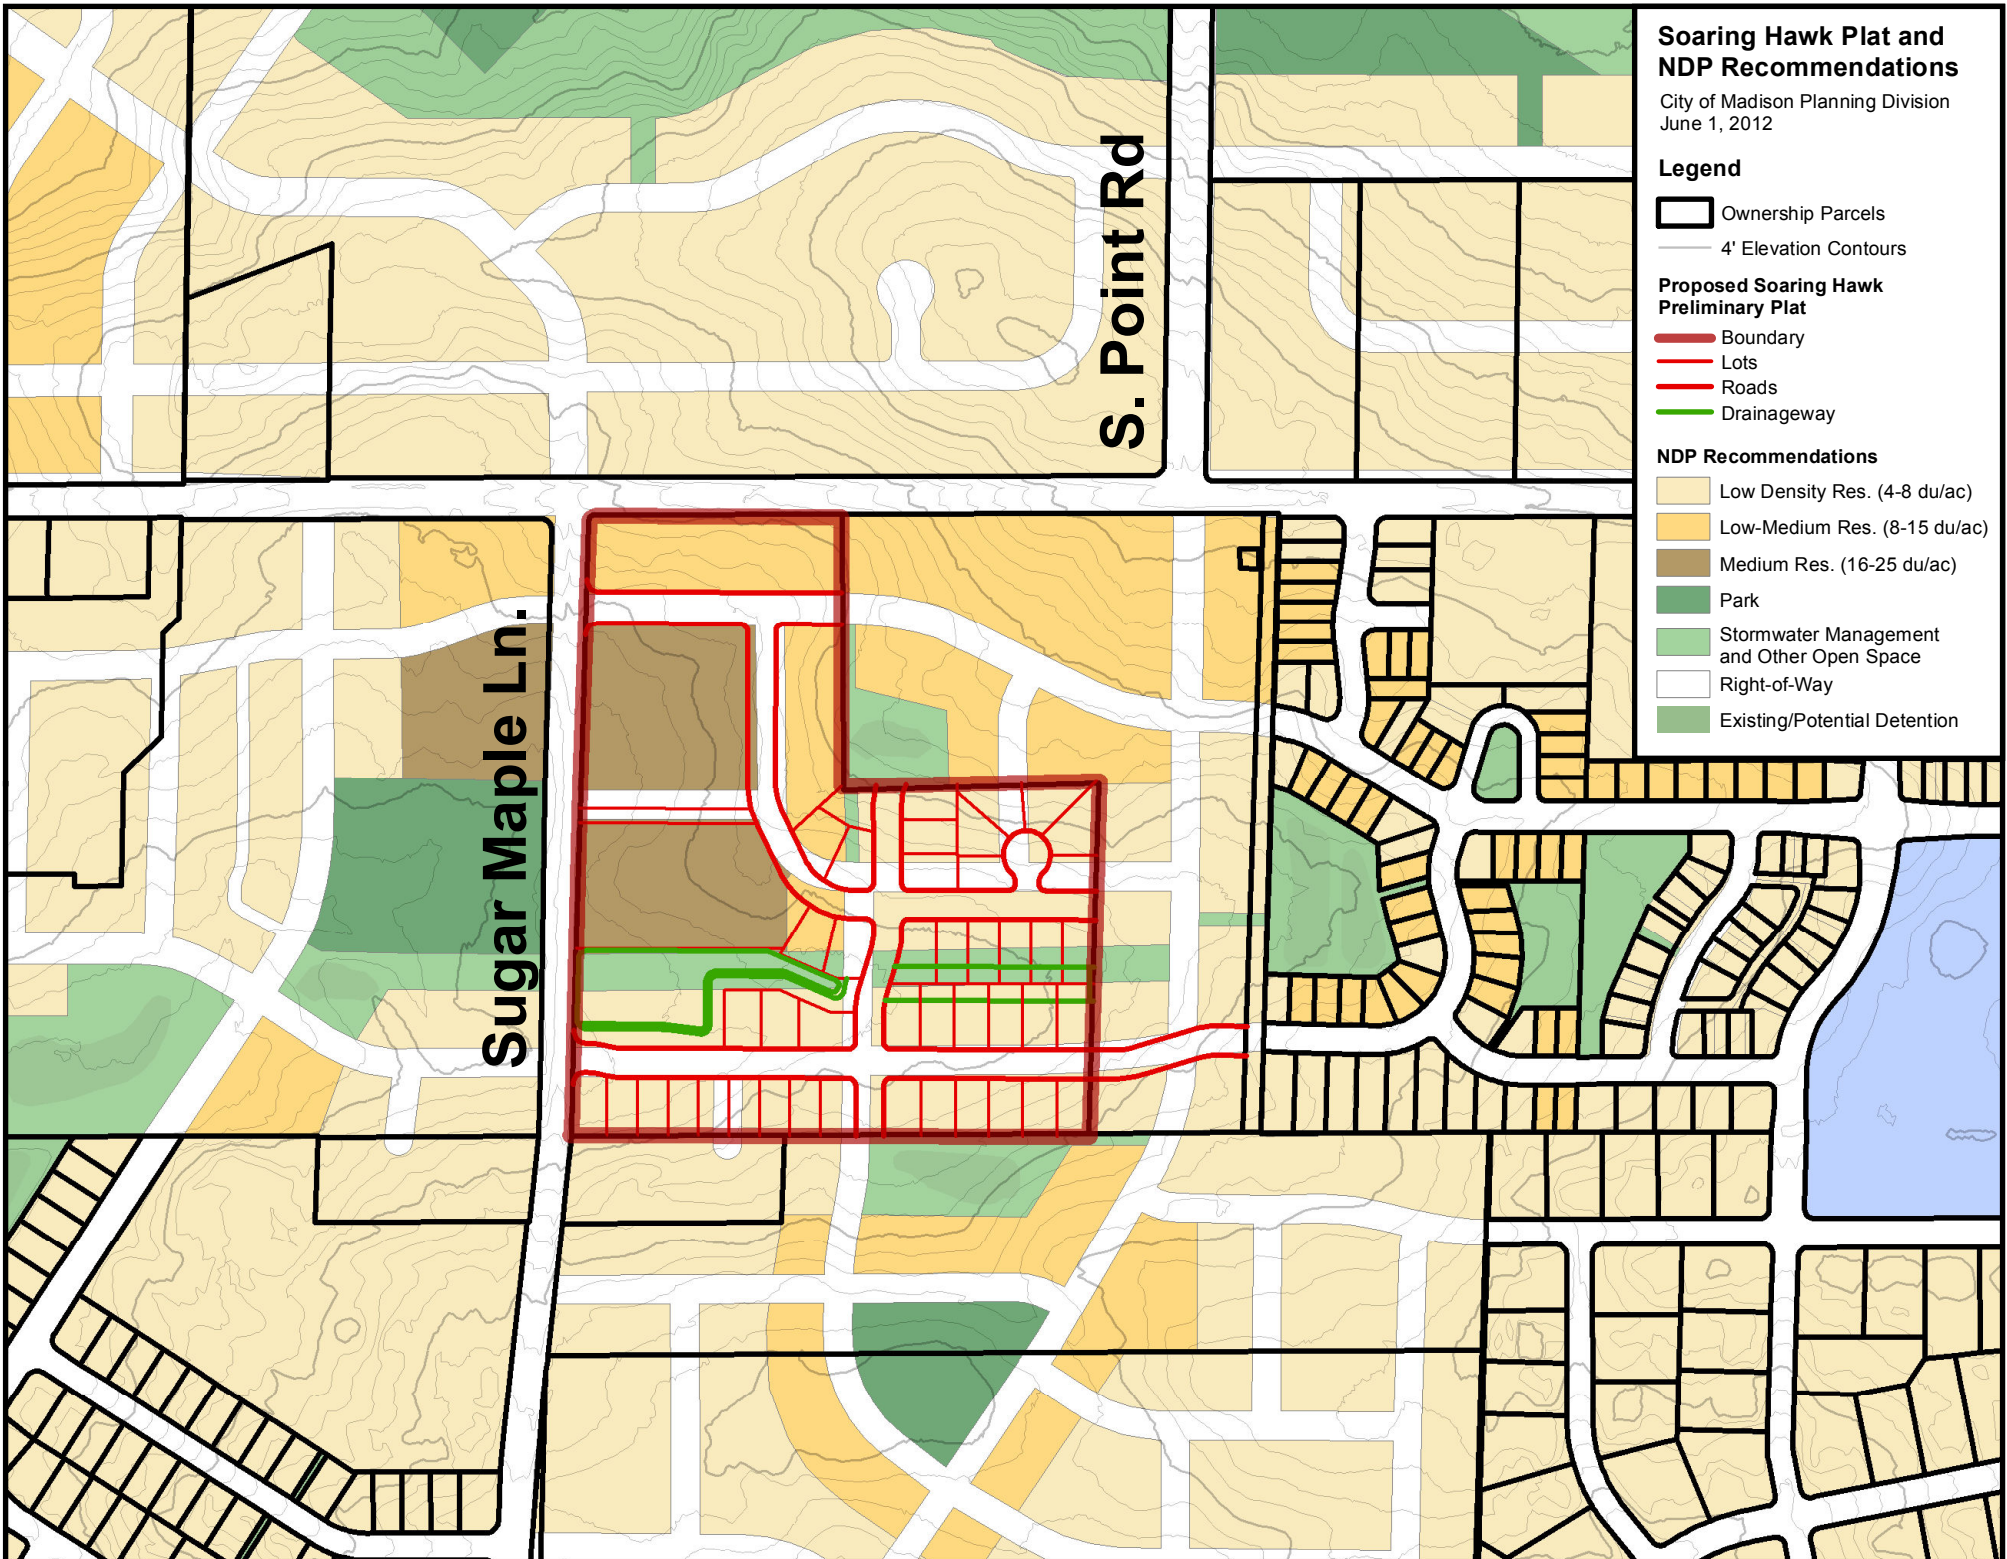 Soaring Hawk Plat and
NDP Recommendations
City of Madison Planning Division
June 1, 2012
Legend
Ownership Parcels
4' Elevation Contours
Proposed Soaring Hawk
Preliminary Plat
Boundary
Lots
Roads
Drainageway
NDP Recommendations
Low Density Res. (4-8 du/ac)
Low-Medium Res. (8-15 du/ac)
Medium Res. (16-25 du/ac)
Park
Stormwater Management
and Other Open Space
Right-of-Way
Existing/Potential Detention
S. Point Rd
Sugar Maple Ln.